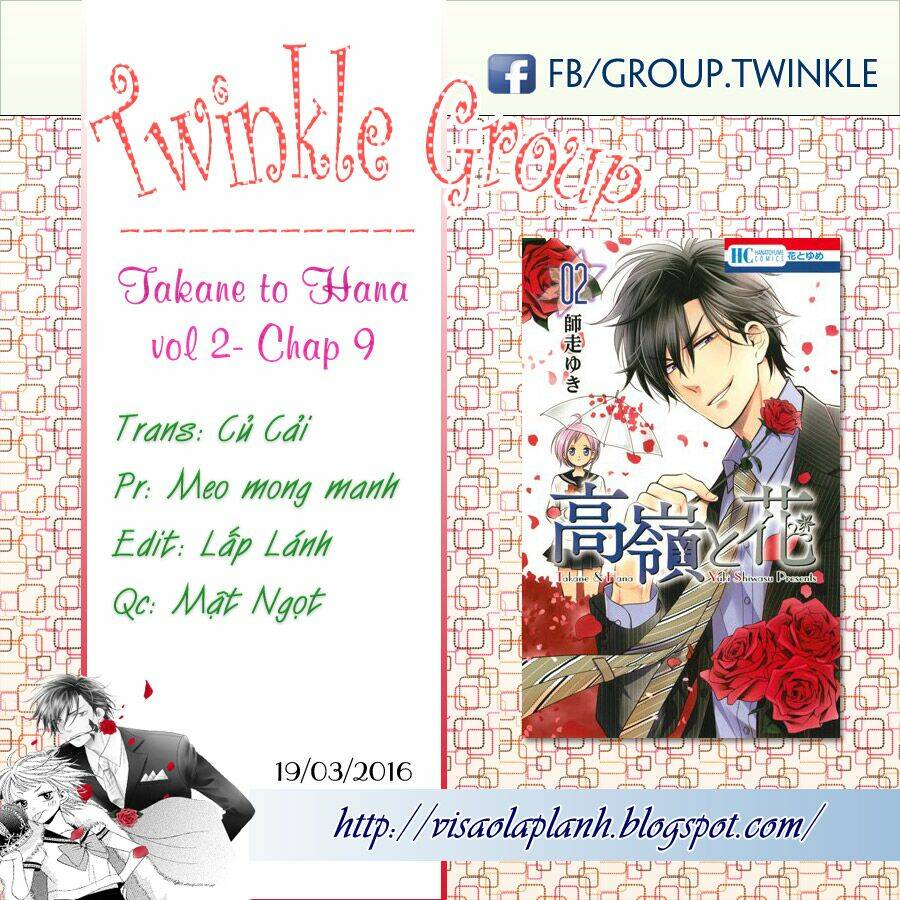 FB/GROUP.TWINKLE
Twinkle Group
Takane to Hana
vol 2- Chap 9
Trans: Củ Cải
Pr: Meo mong manh
Edit: Lấp Lánh
Qc: Mật Ngọt
19/03/2016
http://visaolaplanh.blogspot.com/
HC HANATOYUME COMICS 花とゆめ
02
師走ゆき
高嶺と花
Takane & Hana
Yuki Shiwasu Presents